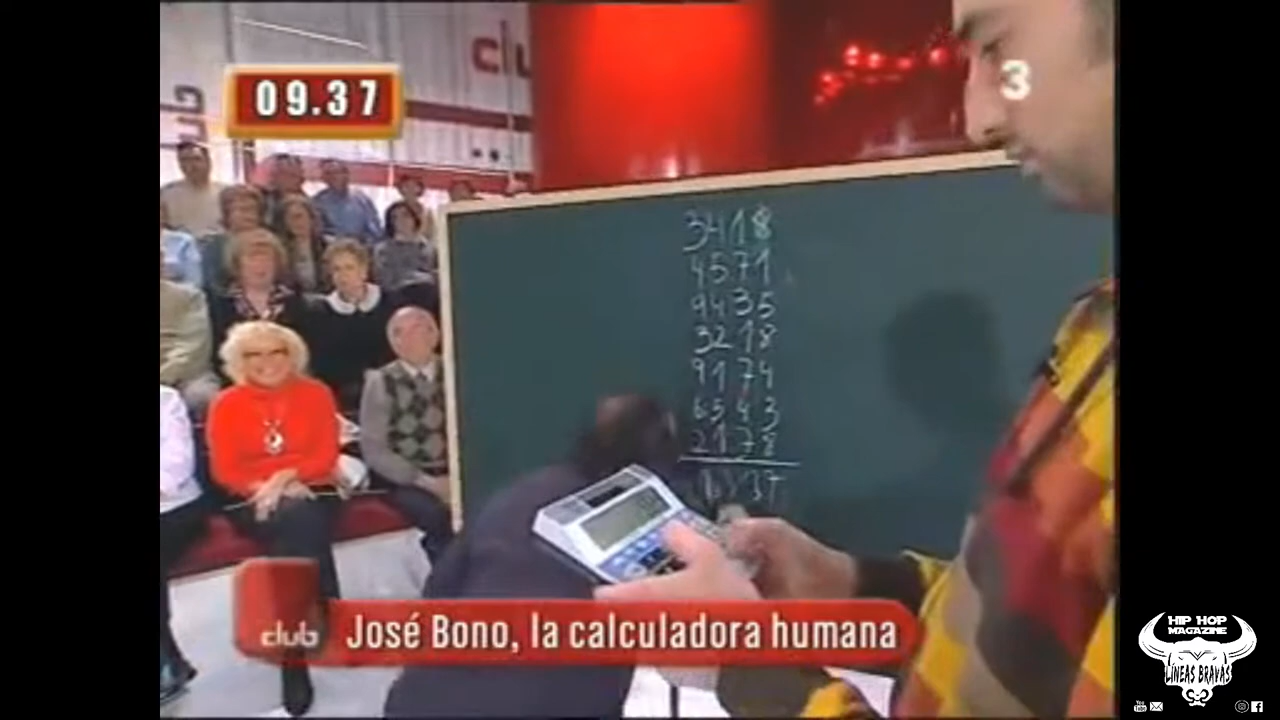 clu
09.37
3
3418
4571
9435
3218
9174
6543
2178
club
José Bono, la calculadora humana
HIP HOP
MAGAZINE
LINEAS BRAVAS